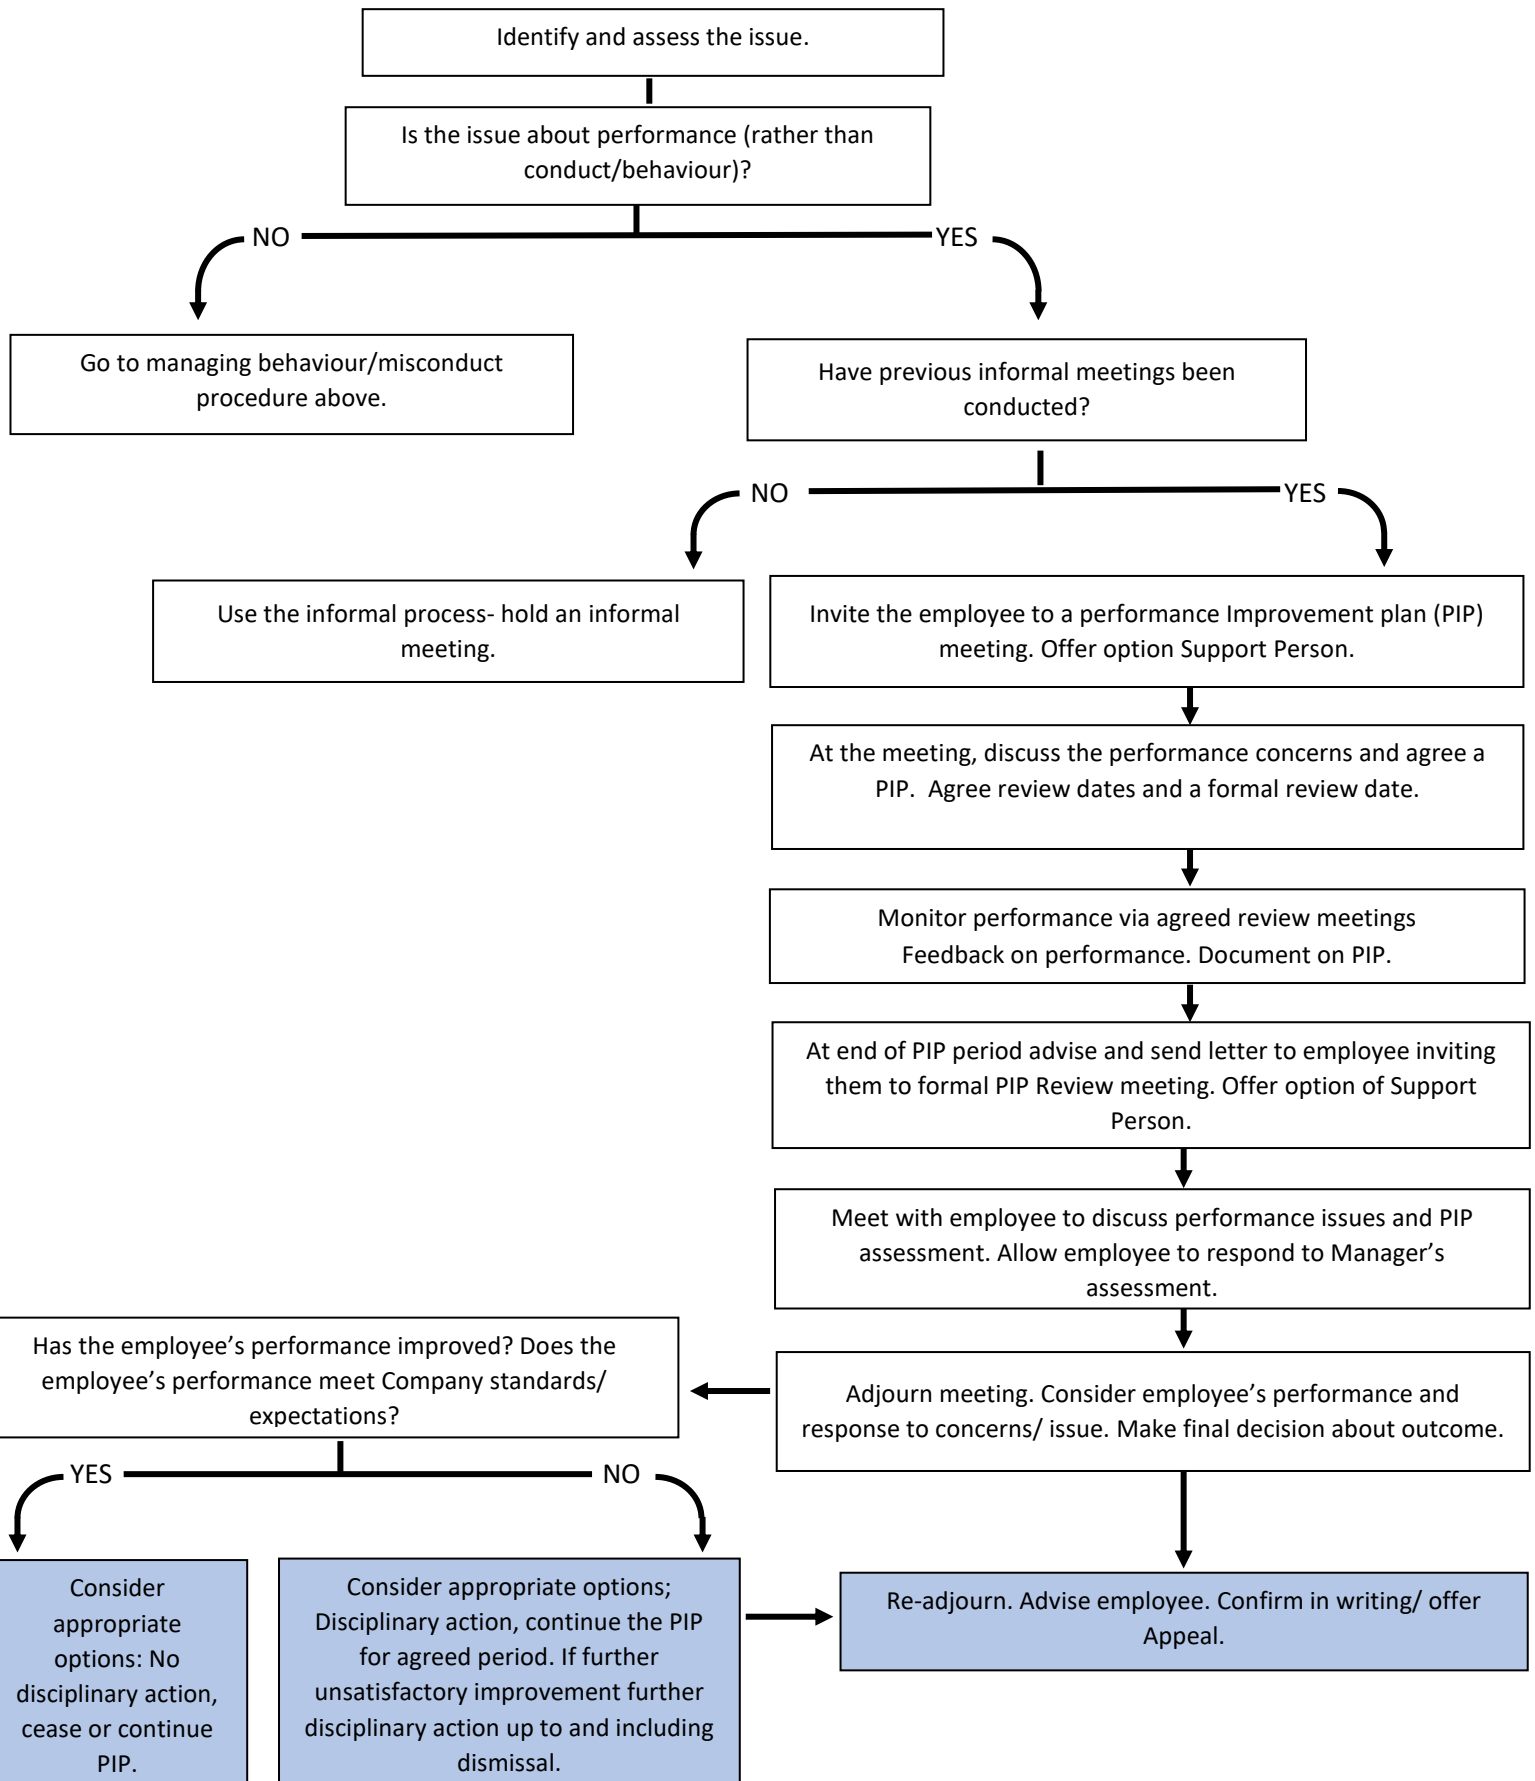 Identify and assess the issue.
Is the issue about performance (rather than
conduct/behaviour)?
NO
YES
Go to managing behaviour/misconduct
procedure above.
Have previous informal meetings been
conducted?
NO
YES
Use the informal process- hold an informal
meeting.
Invite the employee to a performance Improvement plan (PIP)
meeting. Offer option Support Person.
At the meeting, discuss the performance concerns and agree a
PIP.  Agree review dates and a formal review date.
Monitor performance via agreed review meetings
Feedback on performance. Document on PIP.
At end of PIP period advise and send letter to employee inviting
them to formal PIP Review meeting. Offer option of Support
Person.
Meet with employee to discuss performance issues and PIP
assessment. Allow employee to respond to Manager’s
assessment.
Adjourn meeting. Consider employee’s performance and
response to concerns/ issue. Make final decision about outcome.
Has the employee’s performance improved? Does the
employee’s performance meet Company standards/
expectations?
YES
NO
Consider
appropriate
options: No
disciplinary action,
cease or continue
PIP.
Consider appropriate options;
Disciplinary action, continue the PIP
for agreed period. If further
unsatisfactory improvement further
disciplinary action up to and including
dismissal.
Re-adjourn. Advise employee. Confirm in writing/ offer
Appeal.